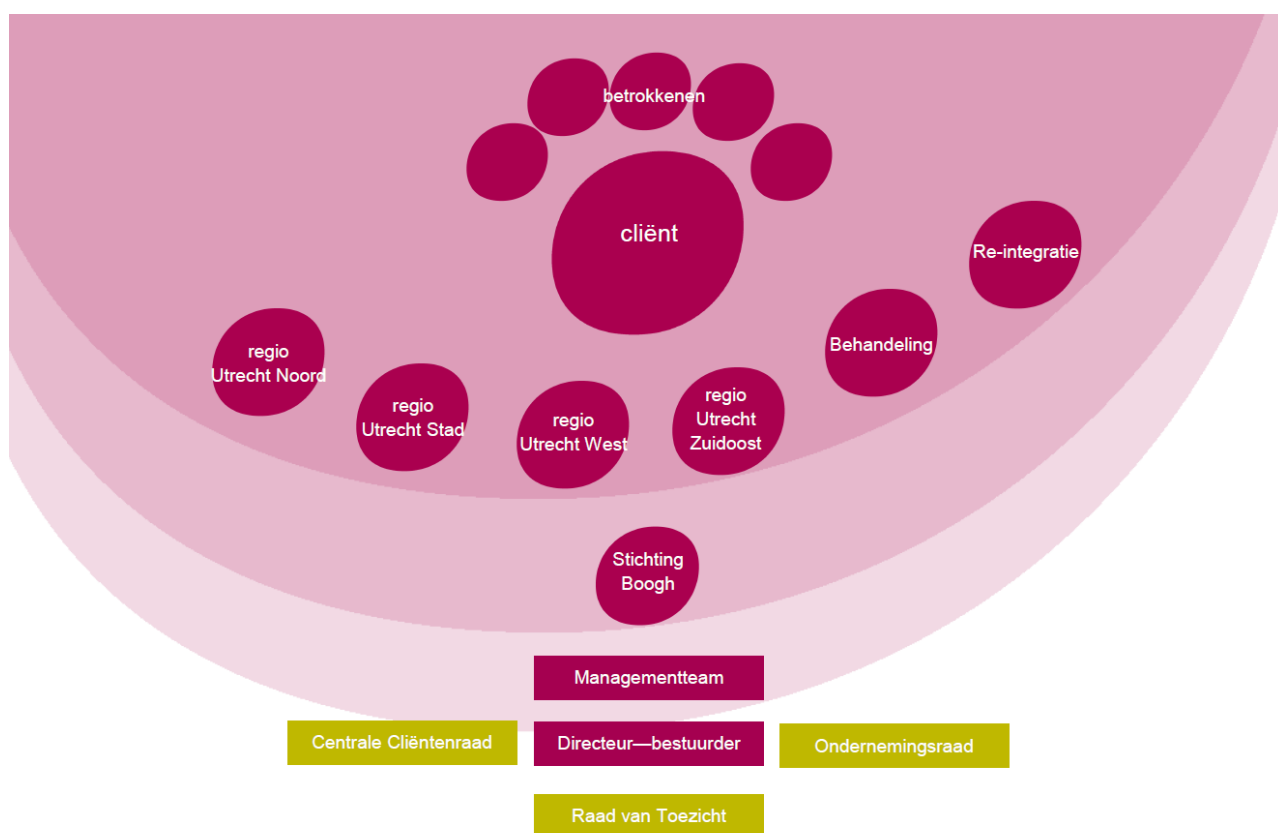 betrokkenen
cliënt
Re-integratie
Behandeling
regio
Utrecht Noord
regio
Utrecht Stad
regio
Utrecht West
regio
Utrecht
Zuidoost
Stichting
Boogh
Managementteam
Centrale Cliëntenraad
Directeur—bestuurder
Ondernemingsraad
Raad van Toezicht